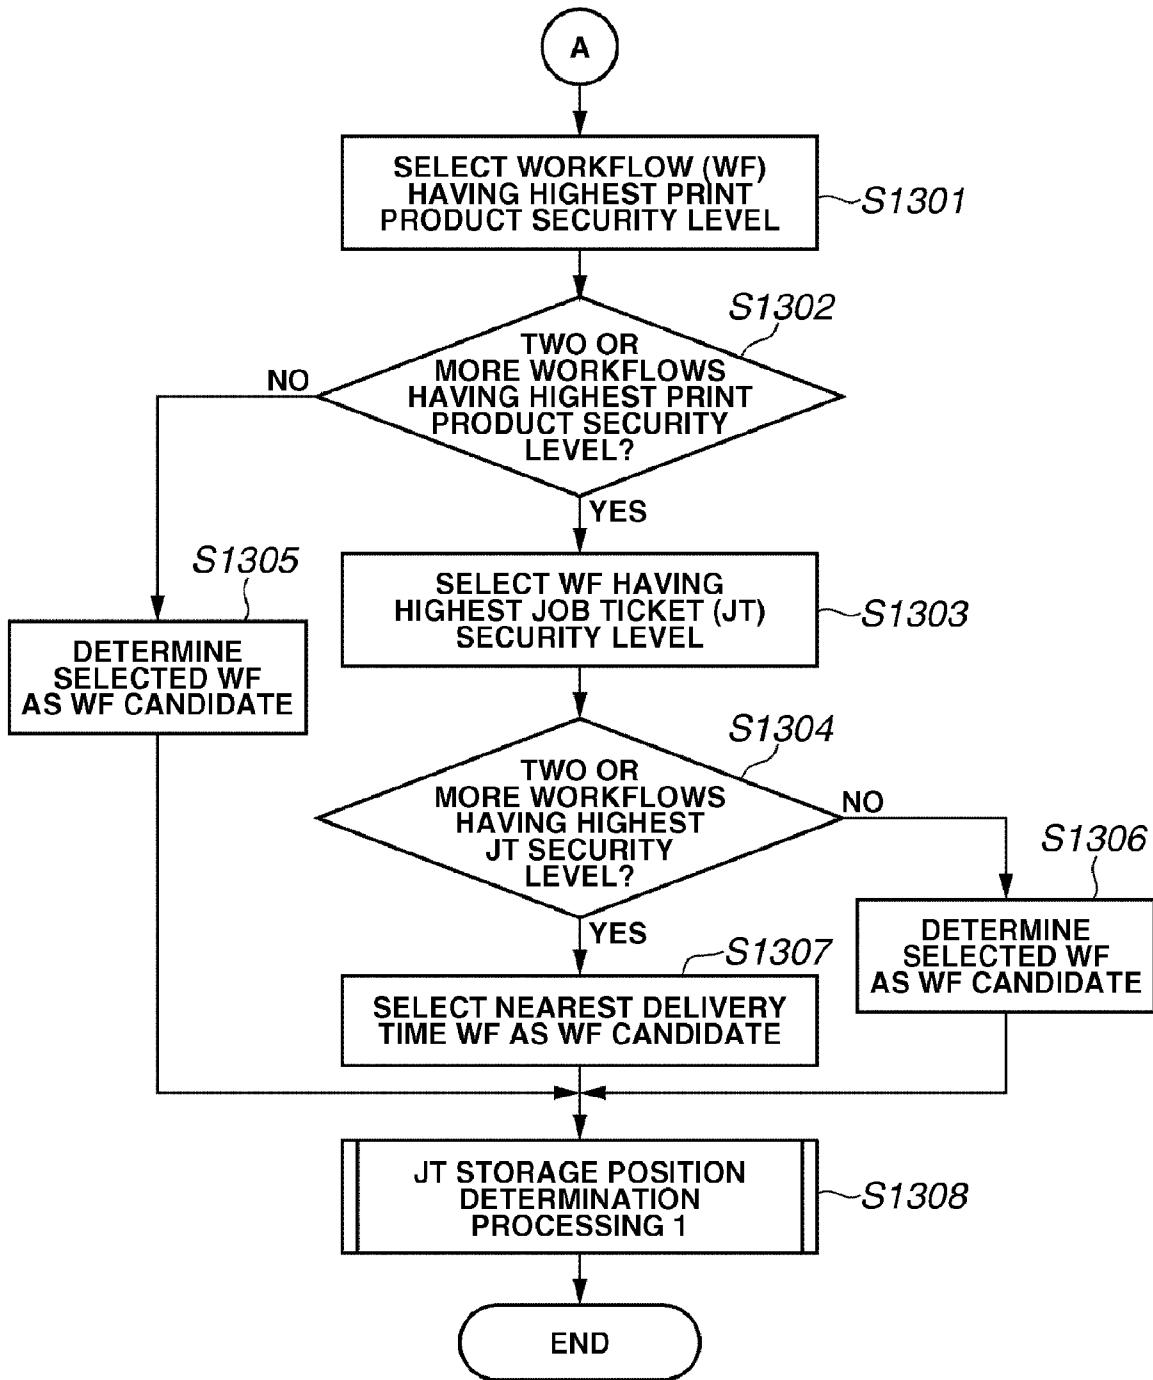 A
SELECT WORKFLOW (WF)
HAVING HIGHEST PRINT
PRODUCT SECURITY LEVEL
S1301
S1302
TWO OR
MORE WORKFLOWS
HAVING HIGHEST PRINT
PRODUCT SECURITY
LEVEL?
NO
YES
S1305
DETERMINE
SELECTED WF
AS WF CANDIDATE
SELECT WF HAVING
HIGHEST JOB TICKET (JT)
SECURITY LEVEL
S1303
S1304
TWO OR
MORE WORKFLOWS
HAVING HIGHEST
JT SECURITY
LEVEL?
NO
YES
S1306
DETERMINE
SELECTED WF
AS WF CANDIDATE
S1307
SELECT NEAREST DELIVERY
TIME WF AS WF CANDIDATE
JT STORAGE POSITION
DETERMINATION
PROCESSING 1
S1308
END